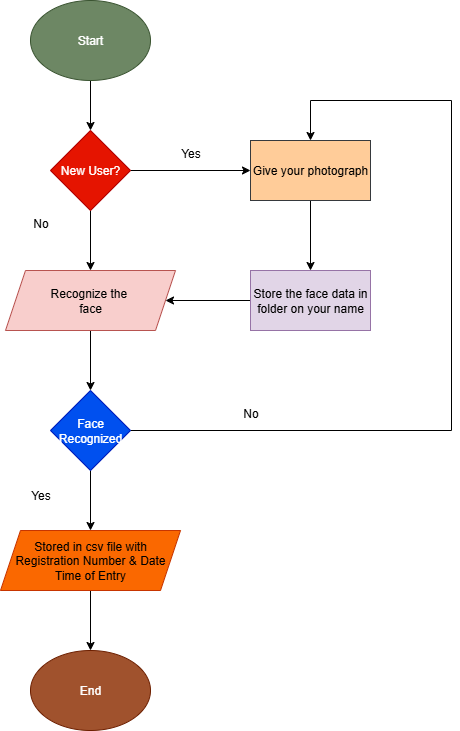 Start
New User?
Yes
Give your photograph
No
Recognize the
face
Store the face data in
folder on your name
Face
Recognized
No
Yes
Stored in csv file with
Registration Number & Date
Time of Entry
End